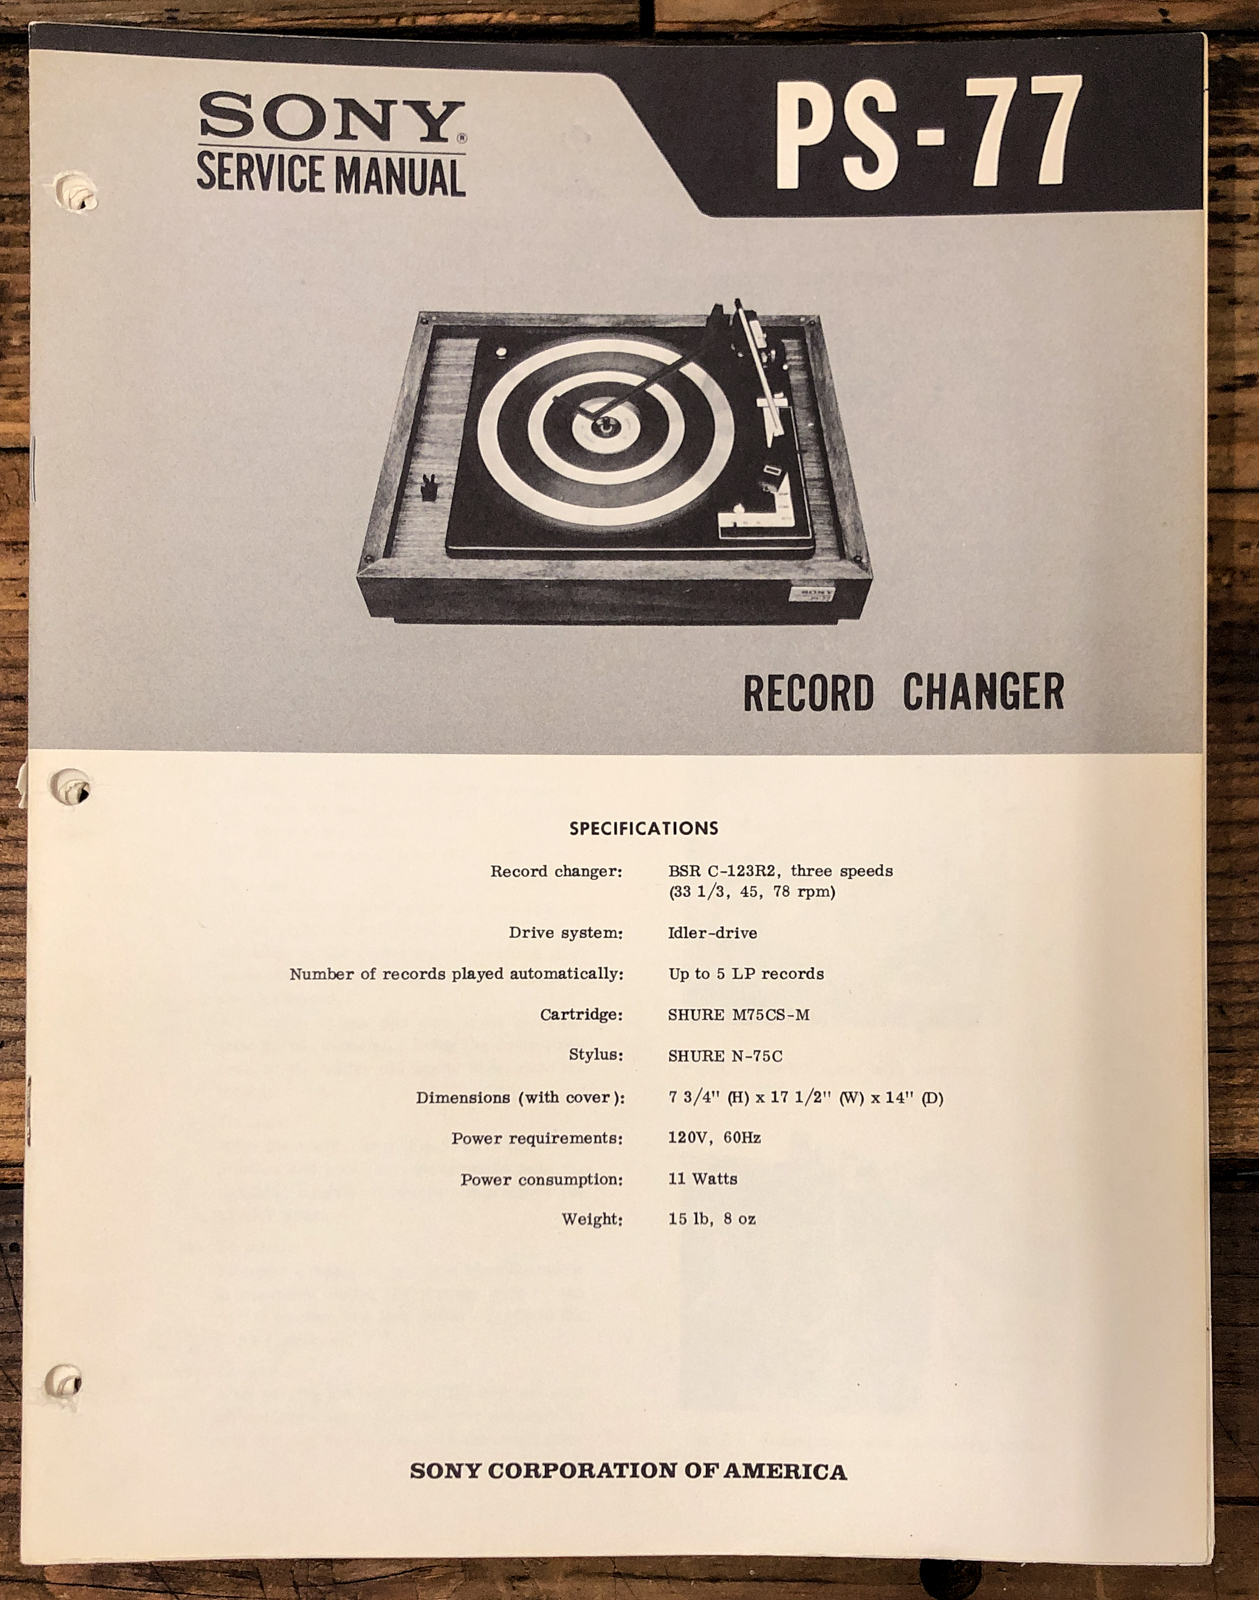 SONY®
SERVICE MANUAL
PS-77
RECORD CHANGER
SPECIFICATIONS
Record changer: BSR C-123R2, three speeds
(33 1/3, 45, 78 rpm)
Drive system: Idler-drive
Number of records played automatically: Up to 5 LP records
Cartridge: SHURE M75CS-M
Stylus: SHURE N-75C
Dimensions (with cover): 7 3/4" (H) x 17 1/2" (W) x 14" (D)
Power requirements: 120V, 60Hz
Power consumption: 11 Watts
Weight: 15 lb, 8 oz
SONY CORPORATION OF AMERICA